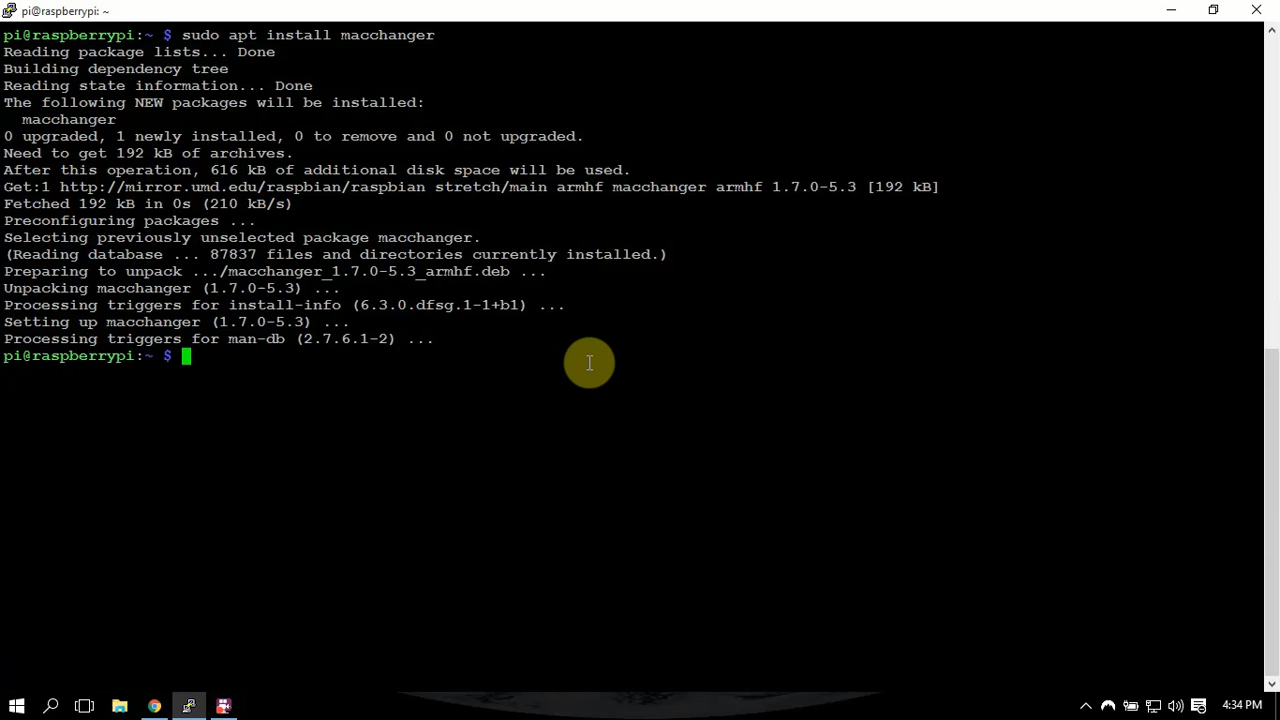 pi@raspberrypi: ~
pi@raspberrypi:~ $ sudo apt install macchanger
Reading package lists... Done
Building dependency tree
Reading state information... Done
The following NEW packages will be installed:
  macchanger
0 upgraded, 1 newly installed, 0 to remove and 0 not upgraded.
Need to get 192 kB of archives.
After this operation, 616 kB of additional disk space will be used.
Get:1 http://mirror.umd.edu/raspbian/raspbian stretch/main armhf macchanger armhf 1.7.0-5.3 [192 kB]
Fetched 192 kB in 0s (210 kB/s)
Preconfiguring packages ...
Selecting previously unselected package macchanger.
(Reading database ... 87837 files and directories currently installed.)
Preparing to unpack .../macchanger_1.7.0-5.3_armhf.deb ...
Unpacking macchanger (1.7.0-5.3) ...
Processing triggers for install-info (6.3.0.dfsg.1-1+b1) ...
Setting up macchanger (1.7.0-5.3) ...
Processing triggers for man-db (2.7.6.1-2) ...
pi@raspberrypi:~ $
4:34 PM